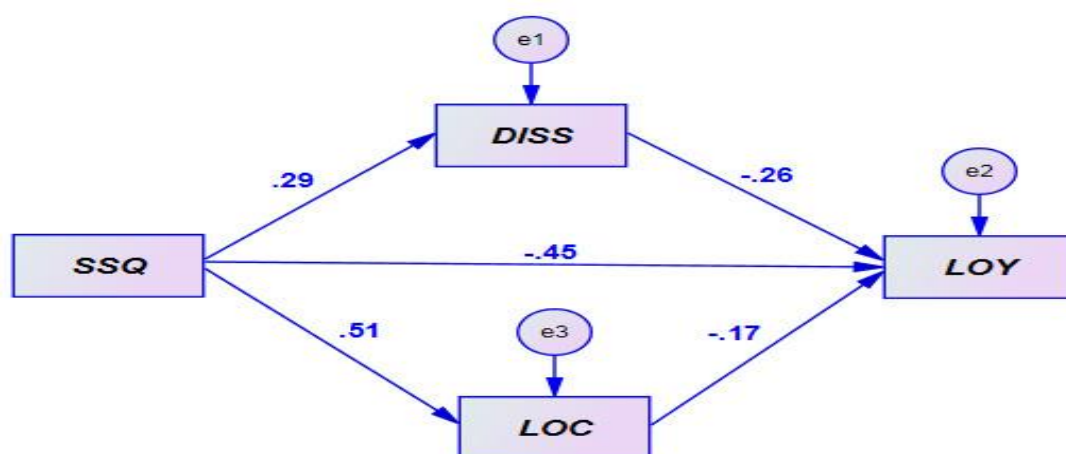 e1
DISS
.29
-.26
e2
SSQ
-.45
LOY
.51
e3
-.17
LOC